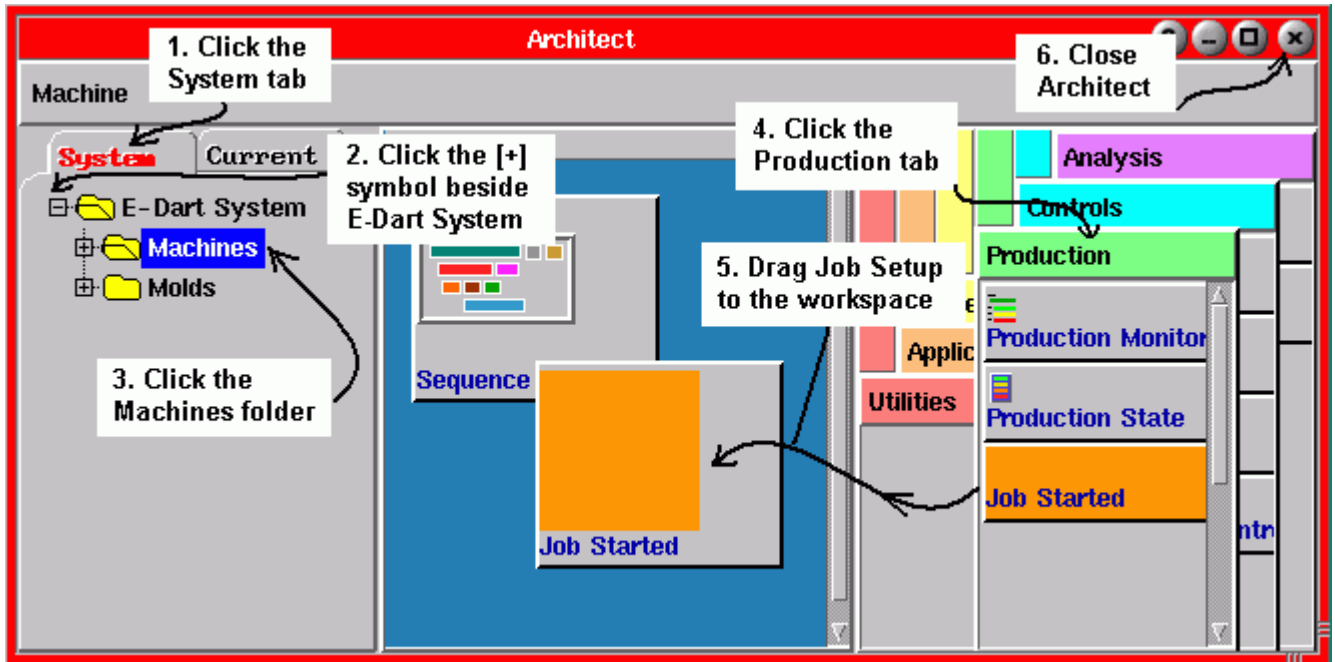 Architect
1. Click the
System tab
6. Close
Architect
Machine
System
Current
2. Click the [+]
symbol beside
E-Dart System
4. Click the
Production tab
Analysis
Controls
E-Dart System
Machines
Molds
Production
5. Drag Job Setup
to the workspace
Production Monitor
Applic
3. Click the
Machines folder
Sequence
Utilities
Production State
Job Started
Job Started
ntr